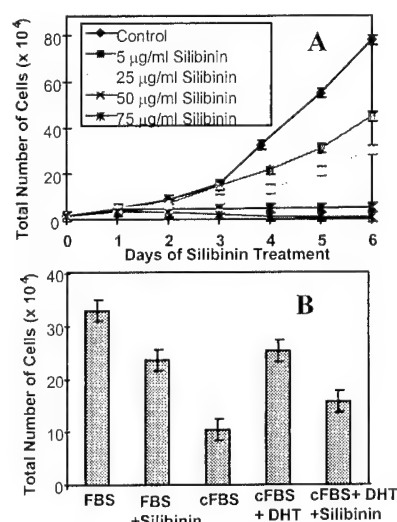 A
Total Number of Cells (x 10⁴)
80
60
40
20
0
Control
5 μg/ml Silibinin
25 μg/ml Silibinin
50 μg/ml Silibinin
75 μg/ml Silibinin
0 1 2 3 4 5 6
Days of Silibinin Treatment
B
Total Number of Cells (x 10⁴)
40
30
20
10
0
FBS
FBS
+Silibinin
cFBS
cFBS
+ DHT
cFBS+ DHT
+Silibinin